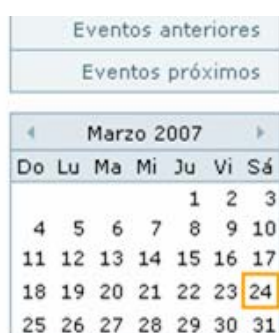 Eventos anteriores
Eventos próximos
Marzo 2007
Do Lu Ma Mi Ju Vi Sá
1 2 3
4 5 6 7 8 9 10
11 12 13 14 15 16 17
18 19 20 21 22 23 24
25 26 27 28 29 30 31